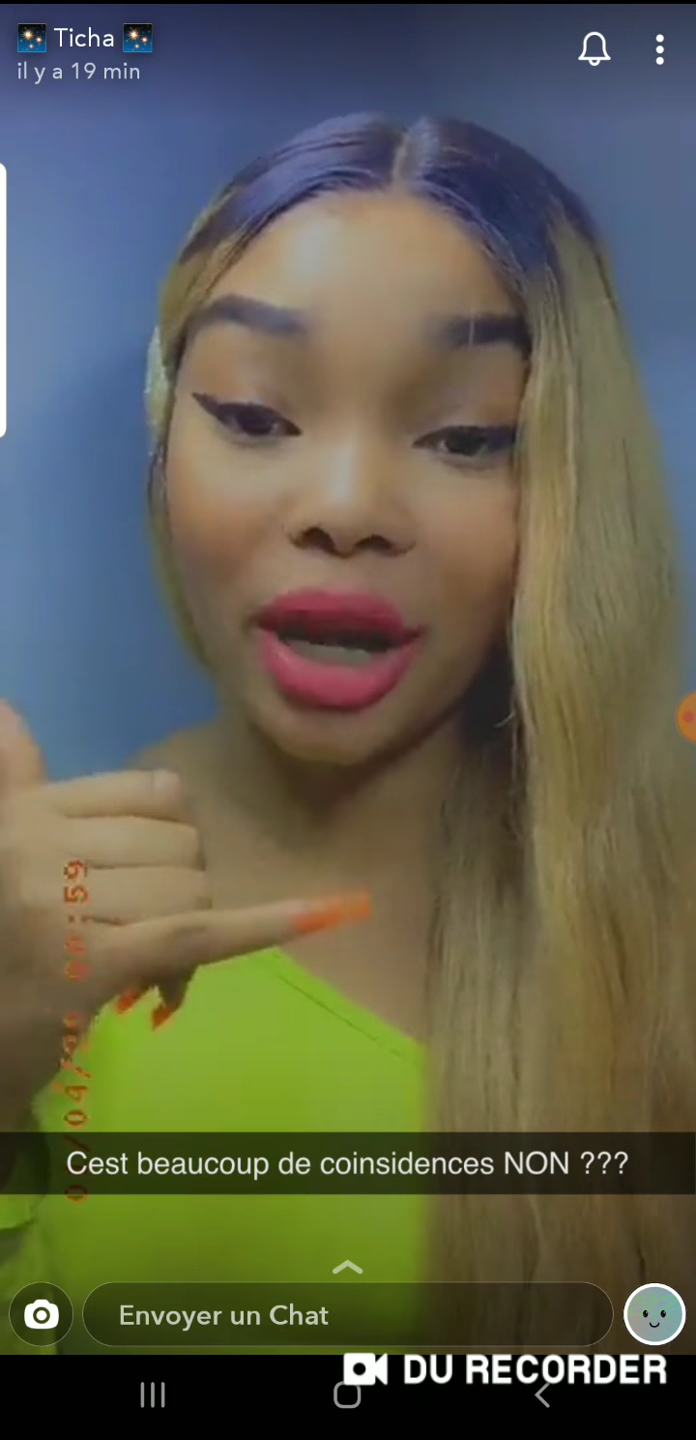 Ticha
il y a 19 min
Cest beaucoup de coinsidences NON ???
Envoyer un Chat
DU RECORDER